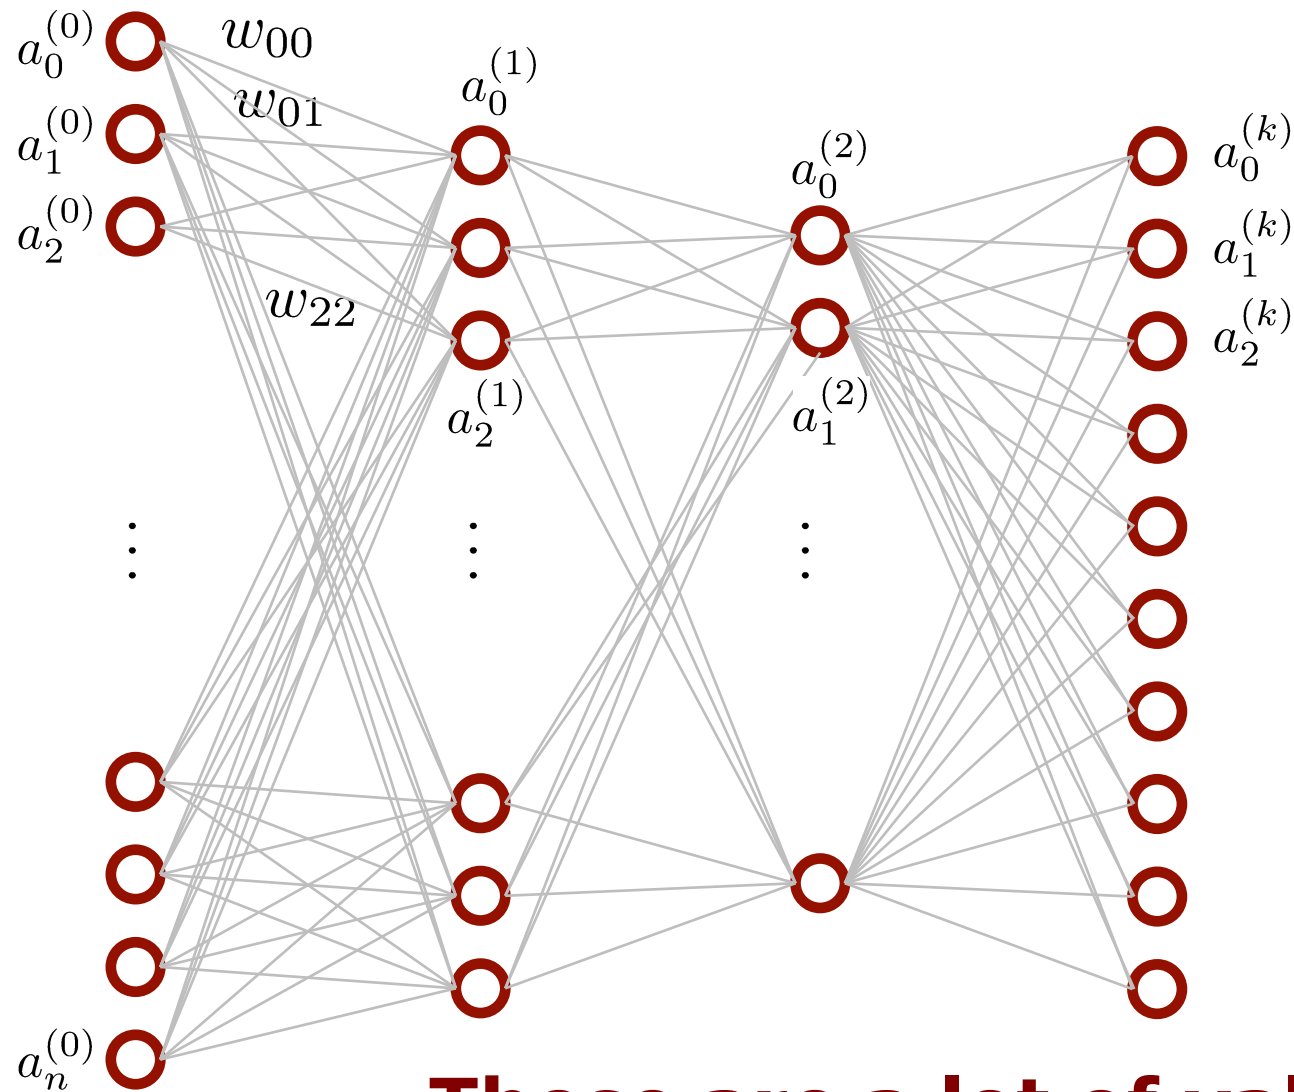 a_0^{(0)}
w_{00}
a_0^{(1)}
w_{01}
a_1^{(0)}
a_0^{(2)}
a_0^{(k)}
a_2^{(0)}
a_1^{(k)}
w_{22}
a_2^{(k)}
a_2^{(1)}
a_1^{(2)}
⋮ ⋮ ⋮
a_n^{(0)}